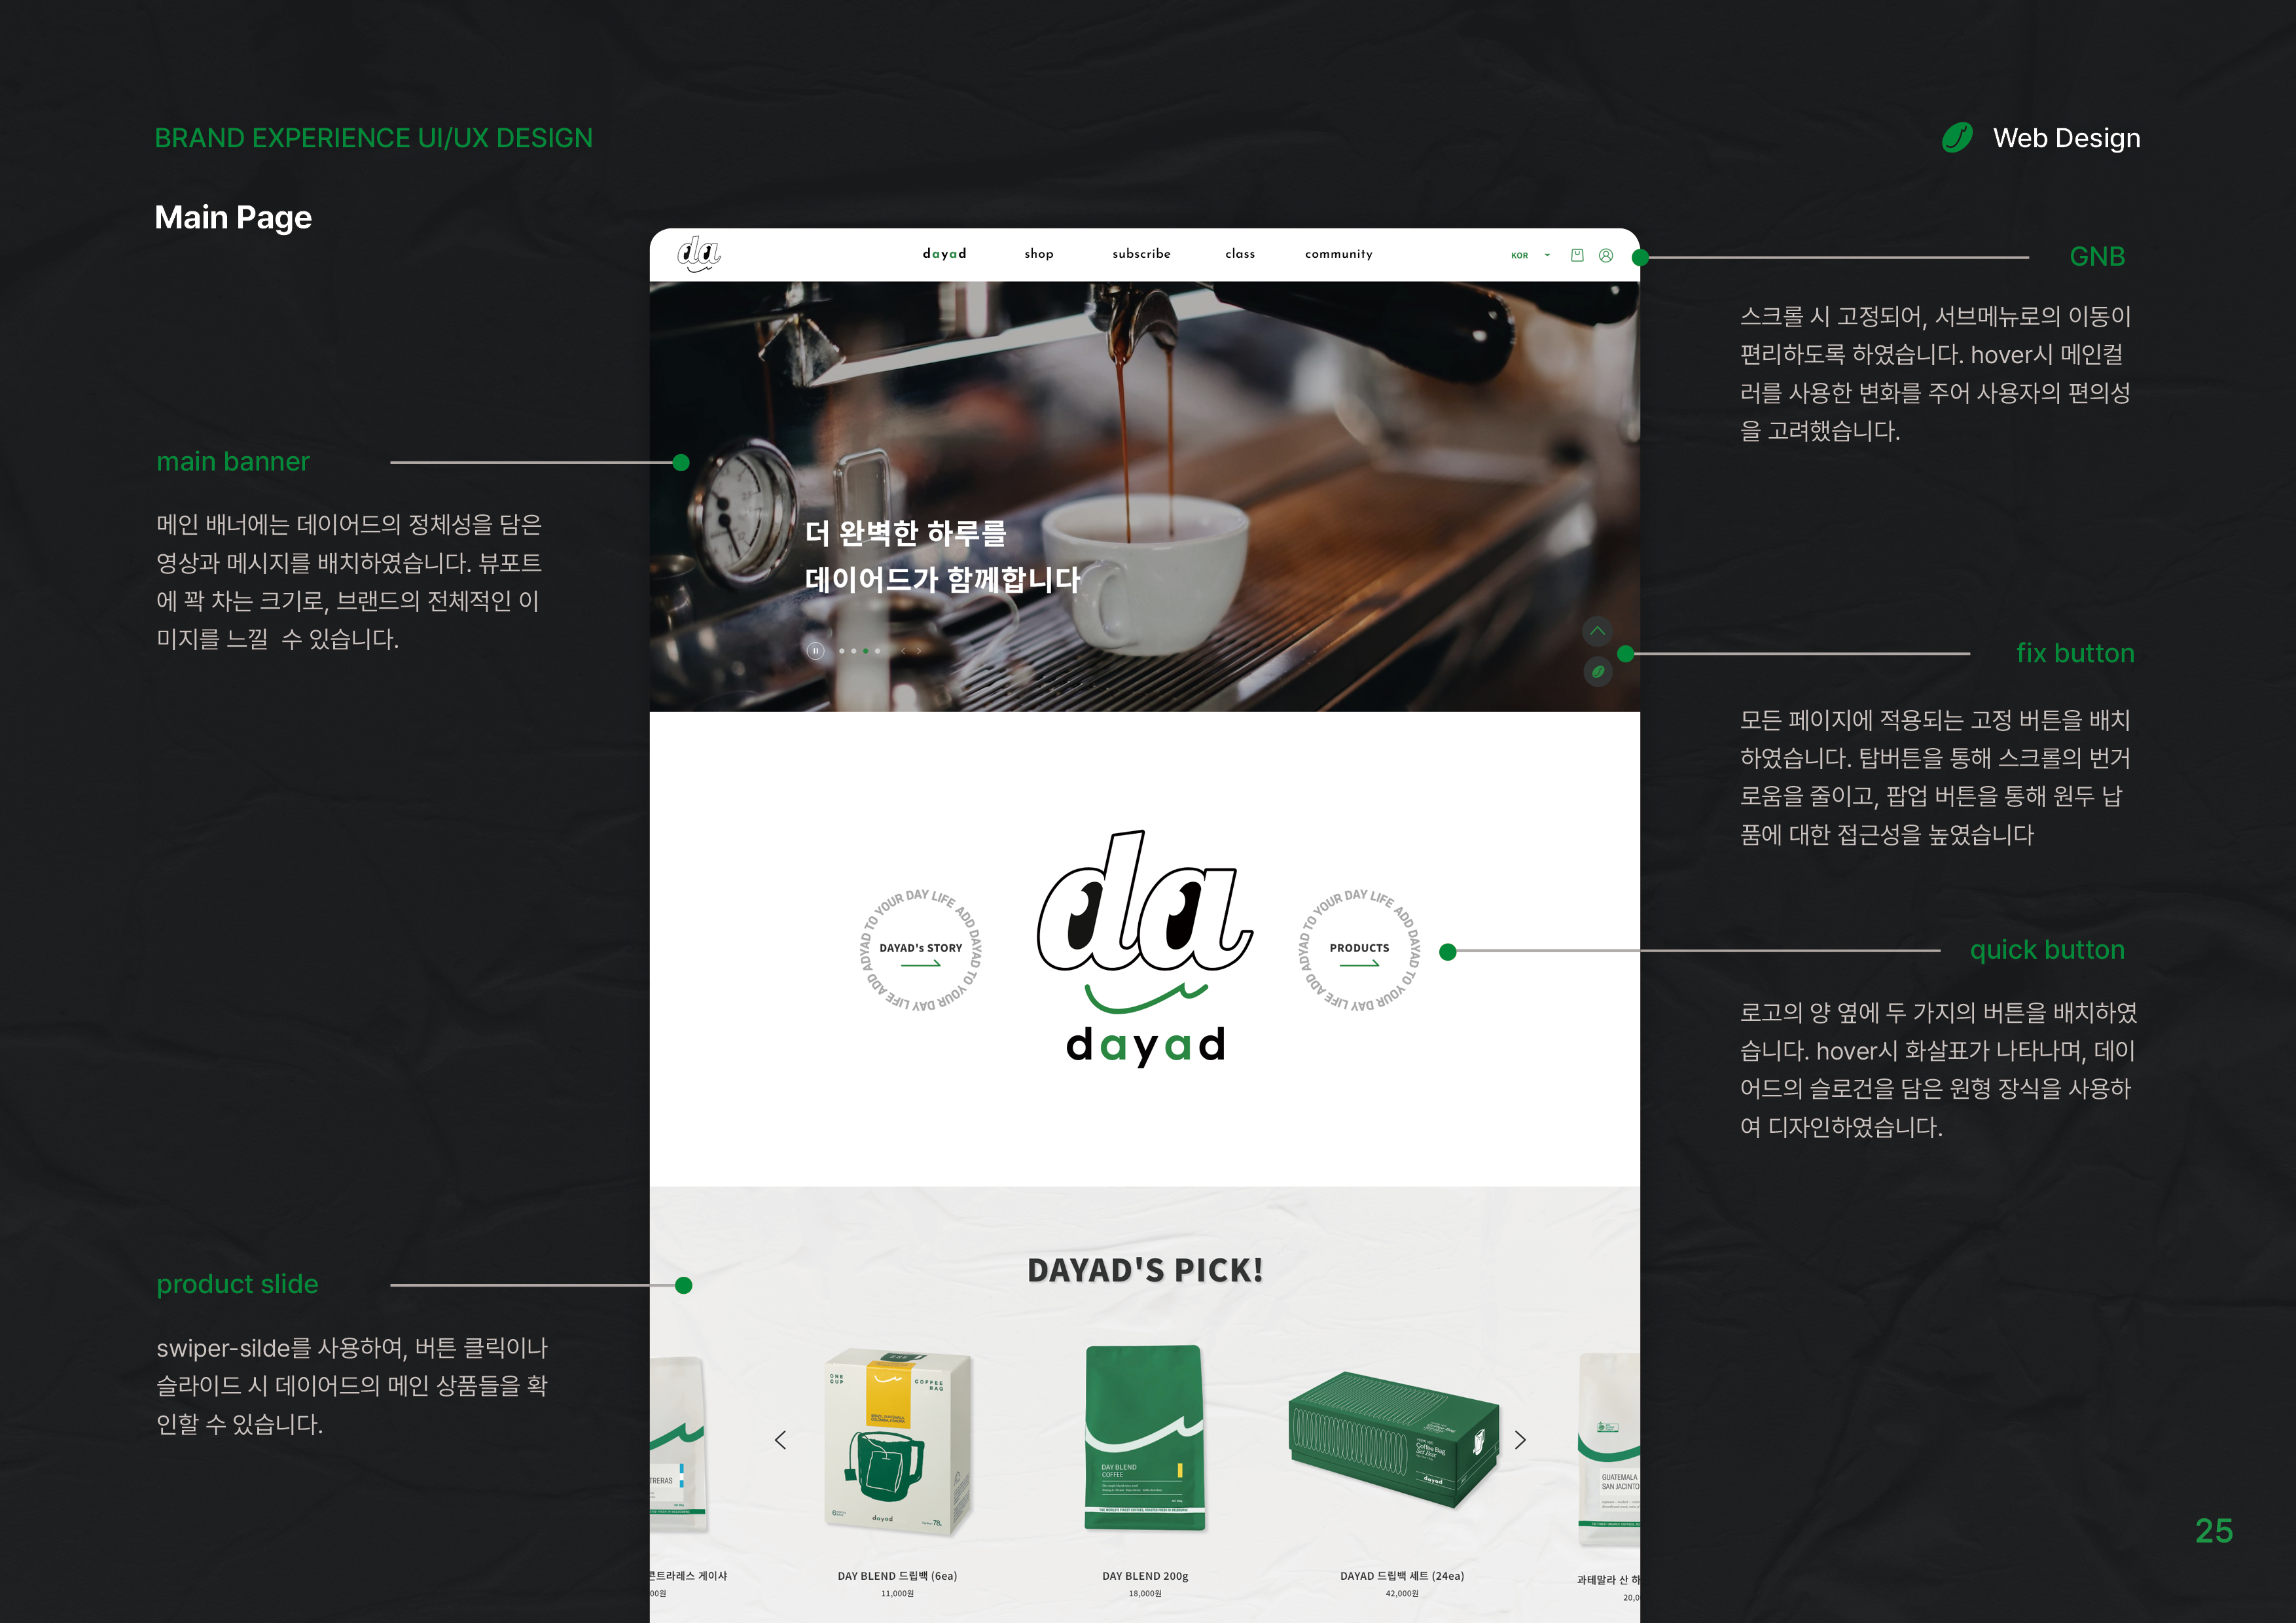 BRAND EXPERIENCE UI/UX DESIGN
Web Design
Main Page
da
dayad
shop
subscribe
class
community
KOR
GNB
스크롤 시 고정되어, 서브메뉴로의 이동이
편리하도록 하였습니다. hover시 메인컬
러를 사용한 변화를 주어 사용자의 편의성
을 고려했습니다.
main banner
메인 배너에는 데이어드의 정체성을 담은
영상과 메시지를 배치하였습니다. 뷰포트
에 꽉 차는 크기로, 브랜드의 전체적인 이
미지를 느낄 수 있습니다.
더 완벽한 하루를
데이어드가 함께합니다
fix button
모든 페이지에 적용되는 고정 버튼을 배치
하였습니다. 탑버튼을 통해 스크롤의 번거
로움을 줄이고, 팝업 버튼을 통해 원두 납
품에 대한 접근성을 높였습니다
ADD DAYAD TO YOUR DAY LIFE ADD ADYAD TO YOUR DAY LIFE
DAYAD's STORY
da
dayad
ADD DAYAD TO YOUR DAY LIFE ADD ADYAD TO YOUR DAY LIFE
PRODUCTS
quick button
로고의 양 옆에 두 가지의 버튼을 배치하였
습니다. hover시 화살표가 나타나며, 데이
어드의 슬로건을 담은 원형 장식을 사용하
여 디자인하였습니다.
product slide
swiper-silde를 사용하여, 버튼 클릭이나
슬라이드 시 데이어드의 메인 상품들을 확
인할 수 있습니다.
DAYAD'S PICK!
TRERAS
ONE
CUP
COFFEE
BAG
dayad
78
DAY BLEND
COFFEE
Coffee Bag
Set Box
dayad
GUATEMALA
SAN JACINTO
콘트라레스 게이샤
00원
DAY BLEND 드립백 (6ea)
11,000원
DAY BLEND 200g
18,000원
DAYAD 드립백 세트 (24ea)
42,000원
과테말라 산 하
20,0
25